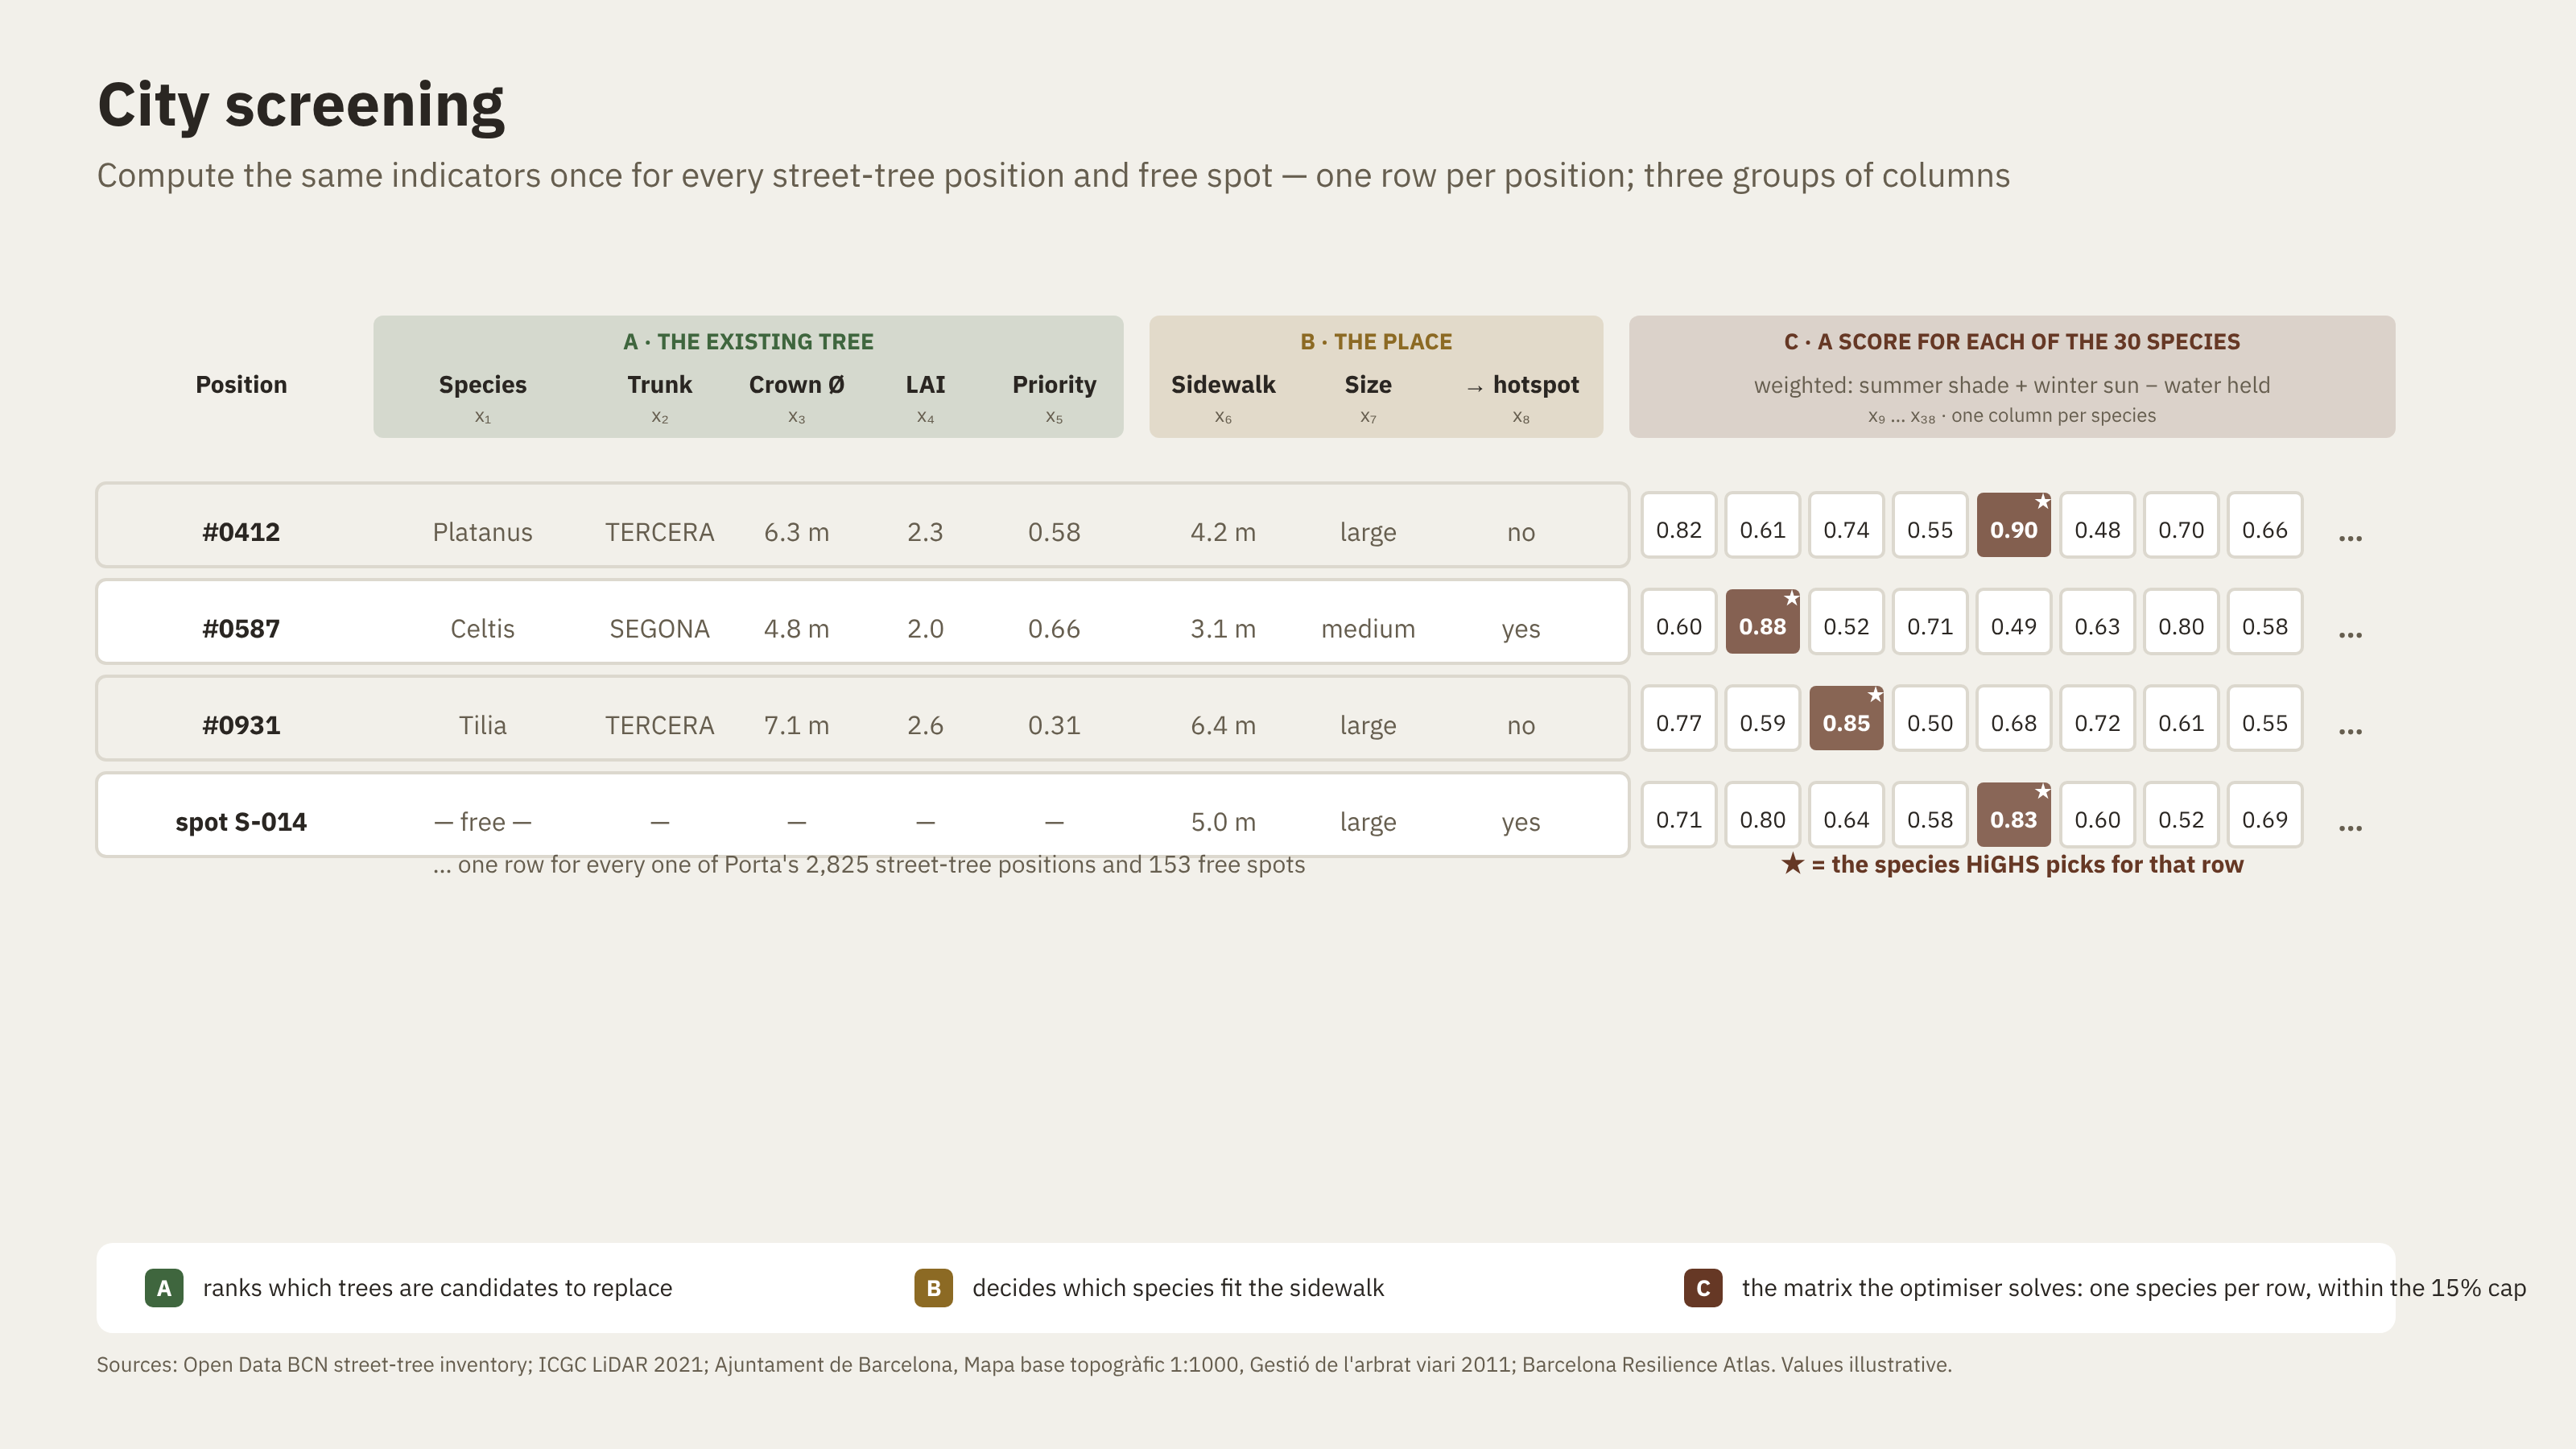 City screening
Compute the same indicators once for every street-tree position and free spot — one row per position; three groups of columns
A · THE EXISTING TREE B · THE PLACE C · A SCORE FOR EACH OF THE 30 SPECIES
Position Species Trunk Crown Ø LAI Priority Sidewalk Size → hotspot weighted: summer shade + winter sun − water held
x₁ x₂ x₃ x₄ x₅ x₆ x₇ x₈ x₉ … x₃₈ · one column per species
#0412 Platanus TERCERA 6.3 m 2.3 0.58 4.2 m large no 0.82 0.61 0.74 0.55 0.90 ★ 0.48 0.70 0.66 …
#0587 Celtis SEGONA 4.8 m 2.0 0.66 3.1 m medium yes 0.60 0.88 ★ 0.52 0.71 0.49 0.63 0.80 0.58 …
#0931 Tilia TERCERA 7.1 m 2.6 0.31 6.4 m large no 0.77 0.59 0.85 ★ 0.50 0.68 0.72 0.61 0.55 …
spot S-014 — free — — — — — 5.0 m large yes 0.71 0.80 0.64 0.58 0.83 ★ 0.60 0.52 0.69 …
… one row for every one of Porta's 2,825 street-tree positions and 153 free spots ★ = the species HiGHS picks for that row
A ranks which trees are candidates to replace B decides which species fit the sidewalk C the matrix the optimiser solves: one species per row, within the 15% cap
Sources: Open Data BCN street-tree inventory; ICGC LiDAR 2021; Ajuntament de Barcelona, Mapa base topogràfic 1:1000, Gestió de l'arbrat viari 2011; Barcelona Resilience Atlas. Values illustrative.